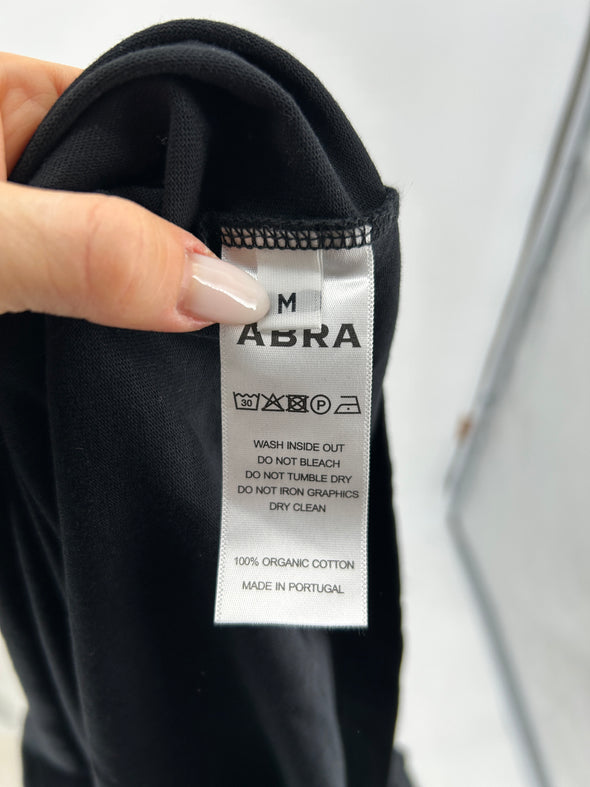 M
ABRA
30 P
WASH INSIDE OUT
DO NOT BLEACH
DO NOT TUMBLE DRY
DO NOT IRON GRAPHICS
DRY CLEAN
100% ORGANIC COTTON
MADE IN PORTUGAL